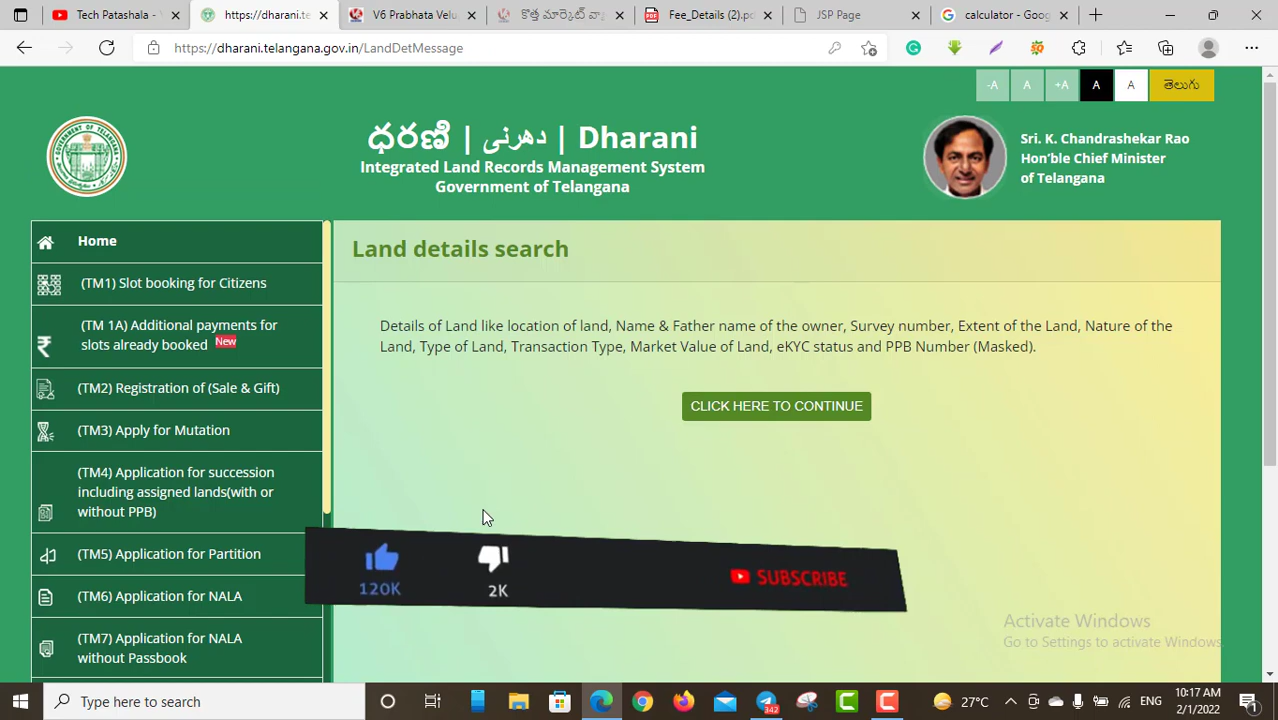 Tech Patashala -
https://dharani.te
V6 Prabhata Velu
కొత్త మార్కెట్ వా
Fee_Details (2).p
JSP Page
calculator - Goog
https://dharani.telangana.gov.in/LandDetMessage
-A A +A A A తెలుగు
ధరణి | دھرنی | Dharani
Integrated Land Records Management System
Government of Telangana
Sri. K. Chandrashekar Rao
Hon'ble Chief Minister
of Telangana
Home
(TM1) Slot booking for Citizens
(TM 1A) Additional payments for
slots already booked New
(TM2) Registration of (Sale & Gift)
(TM3) Apply for Mutation
(TM4) Application for succession
including assigned lands(with or
without PPB)
(TM5) Application for Partition
(TM6) Application for NALA
(TM7) Application for NALA
without Passbook
Land details search
Details of Land like location of land, Name & Father name of the owner, Survey number, Extent of the Land, Nature of the
Land, Type of Land, Transaction Type, Market Value of Land, eKYC status and PPB Number (Masked).
CLICK HERE TO CONTINUE
120K
2K
SUBSCRIBE
Activate Windows
Go to Settings to activate Windows.
Type here to search
342
27°C
ENG
10:17 AM
2/1/2022
1